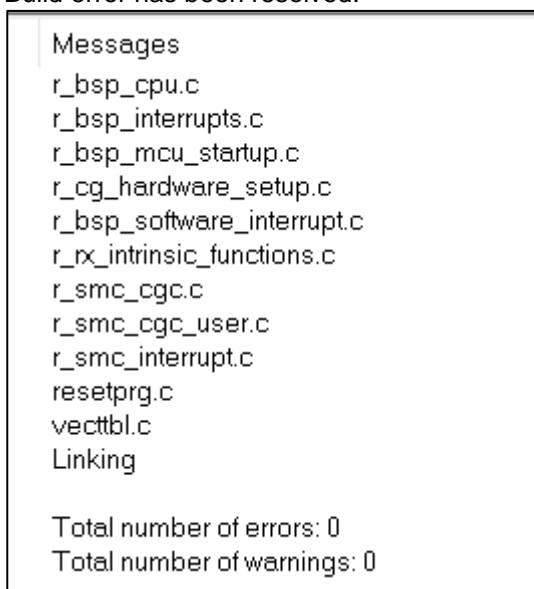 Build error has been resolved.
Messages
r_bsp_cpu.c
r_bsp_interrupts.c
r_bsp_mcu_startup.c
r_cg_hardware_setup.c
r_bsp_software_interrupt.c
r_rx_intrinsic_functions.c
r_smc_cgc.c
r_smc_cgc_user.c
r_smc_interrupt.c
resetprg.c
vecttbl.c
Linking
Total number of errors: 0
Total number of warnings: 0